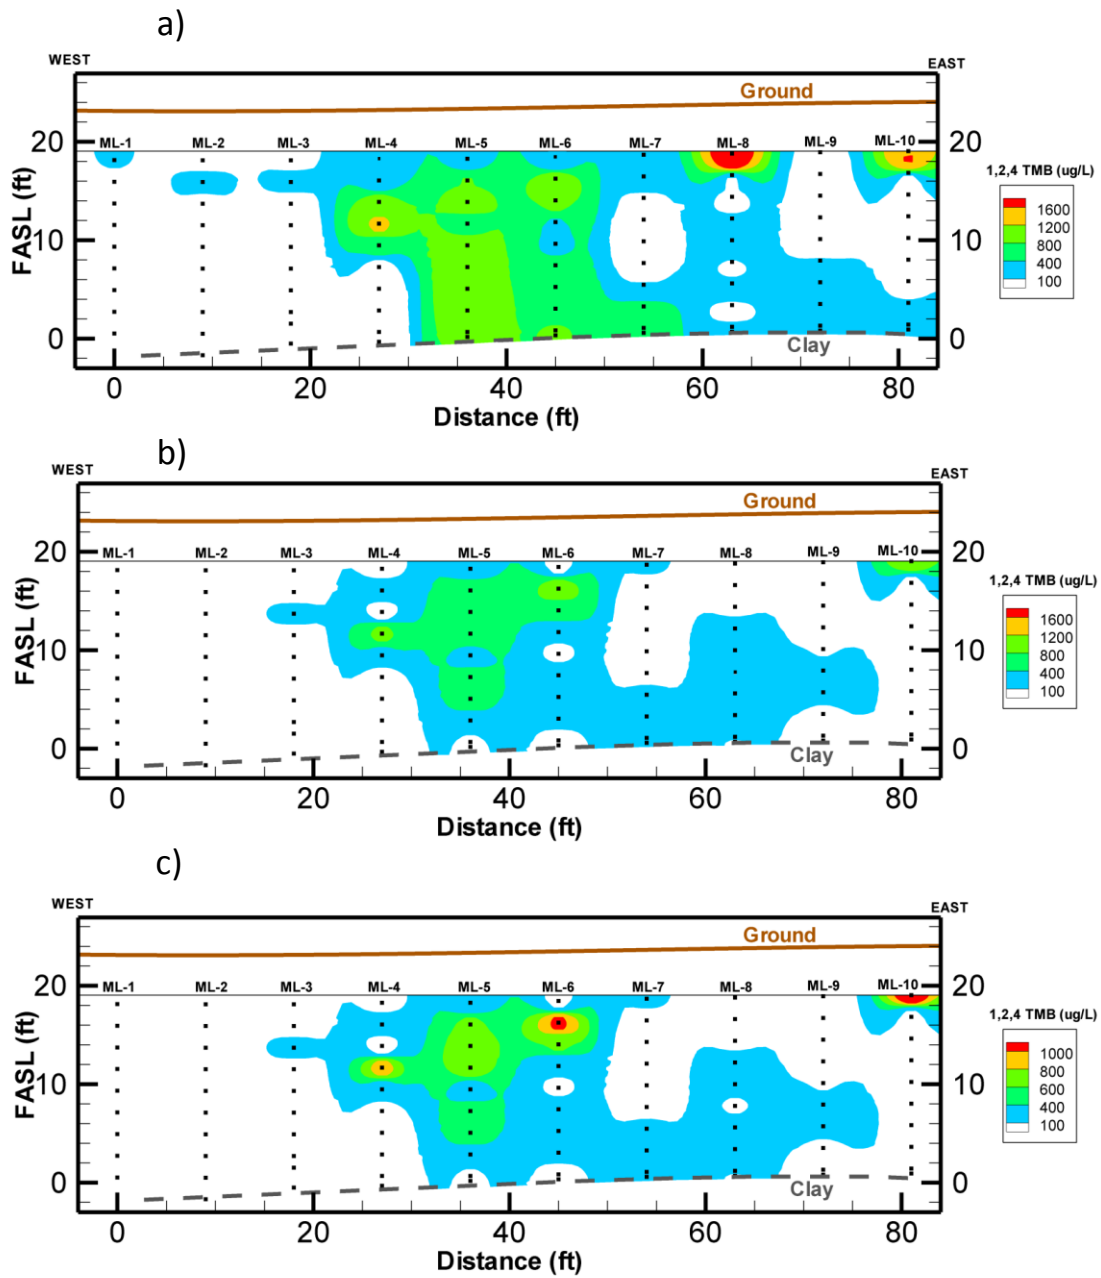 a)
WEST
EAST
Ground
20 ML-1 ML-2 ML-3 ML-4 ML-5 ML-6 ML-7 ML-8 ML-9 ML-10 20
1,2,4 TMB (ug/L)
1600
1200
800
400
100
FASL (ft)
10 10
0 0
Clay
0 20 40 60 80
Distance (ft)
b)
WEST
EAST
Ground
20 ML-1 ML-2 ML-3 ML-4 ML-5 ML-6 ML-7 ML-8 ML-9 ML-10 20
1,2,4 TMB (ug/L)
1600
1200
800
400
100
FASL (ft)
10 10
0 0
Clay
0 20 40 60 80
Distance (ft)
c)
WEST
EAST
Ground
20 ML-1 ML-2 ML-3 ML-4 ML-5 ML-6 ML-7 ML-8 ML-9 ML-10 20
1,2,4 TMB (ug/L)
1000
800
600
400
100
FASL (ft)
10 10
0 0
Clay
0 20 40 60 80
Distance (ft)